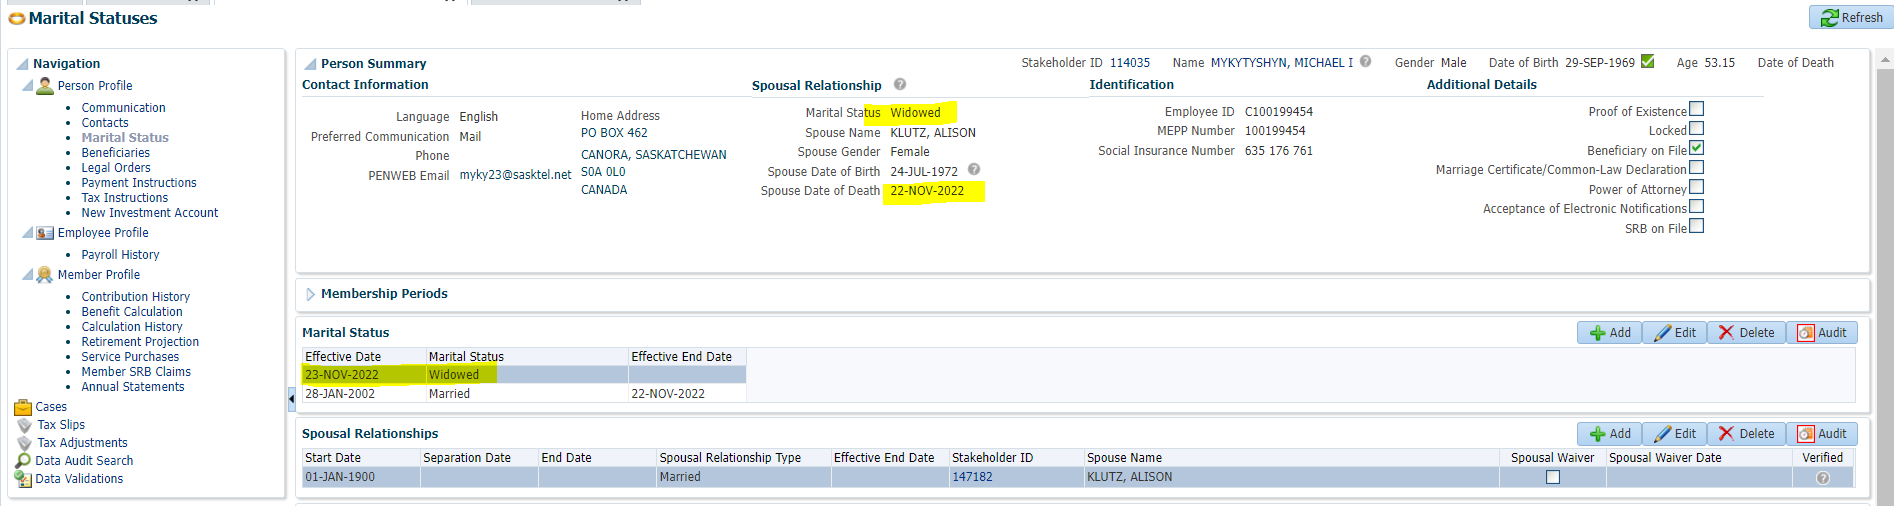 Marital Statuses
Refresh
Navigation
Person Profile
Communication
Contacts
Marital Status
Beneficiaries
Legal Orders
Payment Instructions
Tax Instructions
New Investment Account
Employee Profile
Payroll History
Member Profile
Contribution History
Benefit Calculation
Calculation History
Retirement Projection
Service Purchases
Member SRB Claims
Annual Statements
Cases
Tax Slips
Tax Adjustments
Data Audit Search
Data Validations
Person Summary
Stakeholder ID 114035 Name MYKYTYSHYN, MICHAEL I Gender Male Date of Birth 29-SEP-1969 Age 53.15 Date of Death
Contact Information
Language English
Preferred Communication Mail
Phone
PENWEB Email myky23@sasktel.net
Home Address
PO BOX 462
CANORA, SASKATCHEWAN
S0A 0L0
CANADA
Spousal Relationship
Marital Status Widowed
Spouse Name KLUTZ, ALISON
Spouse Gender Female
Spouse Date of Birth 24-JUL-1972
Spouse Date of Death 22-NOV-2022
Identification
Employee ID C100199454
MEPP Number 100199454
Social Insurance Number 635 176 761
Additional Details
Proof of Existence
Locked
Beneficiary on File
Marriage Certificate/Common-Law Declaration
Power of Attorney
Acceptance of Electronic Notifications
SRB on File
Membership Periods
Marital Status
Add Edit Delete Audit
Effective Date Marital Status Effective End Date
23-NOV-2022 Widowed
28-JAN-2002 Married 22-NOV-2022
Spousal Relationships
Add Edit Delete Audit
Start Date Separation Date End Date Spousal Relationship Type Effective End Date Stakeholder ID Spouse Name Spousal Waiver Spousal Waiver Date Verified
01-JAN-1900 Married 147182 KLUTZ, ALISON